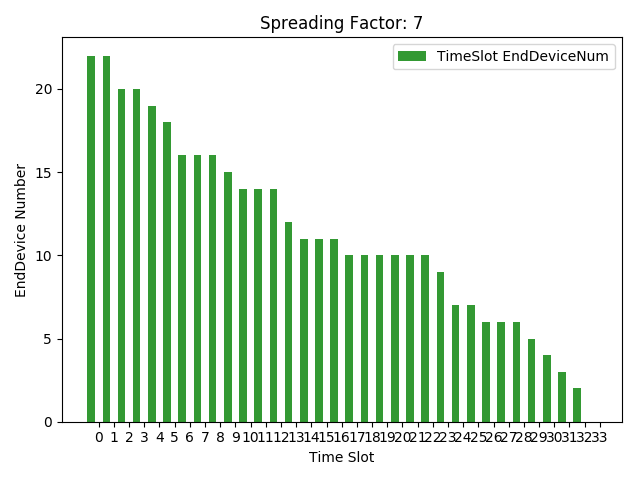 Spreading Factor: 7
TimeSlot EndDeviceNum
EndDevice Number
20
15
10
5
0
0 1 2 3 4 5 6 7 8 9 10 11 12 13 14 15 16 17 18 19 20 21 22 23 24 25 26 27 28 29 30 31 32 33
Time Slot